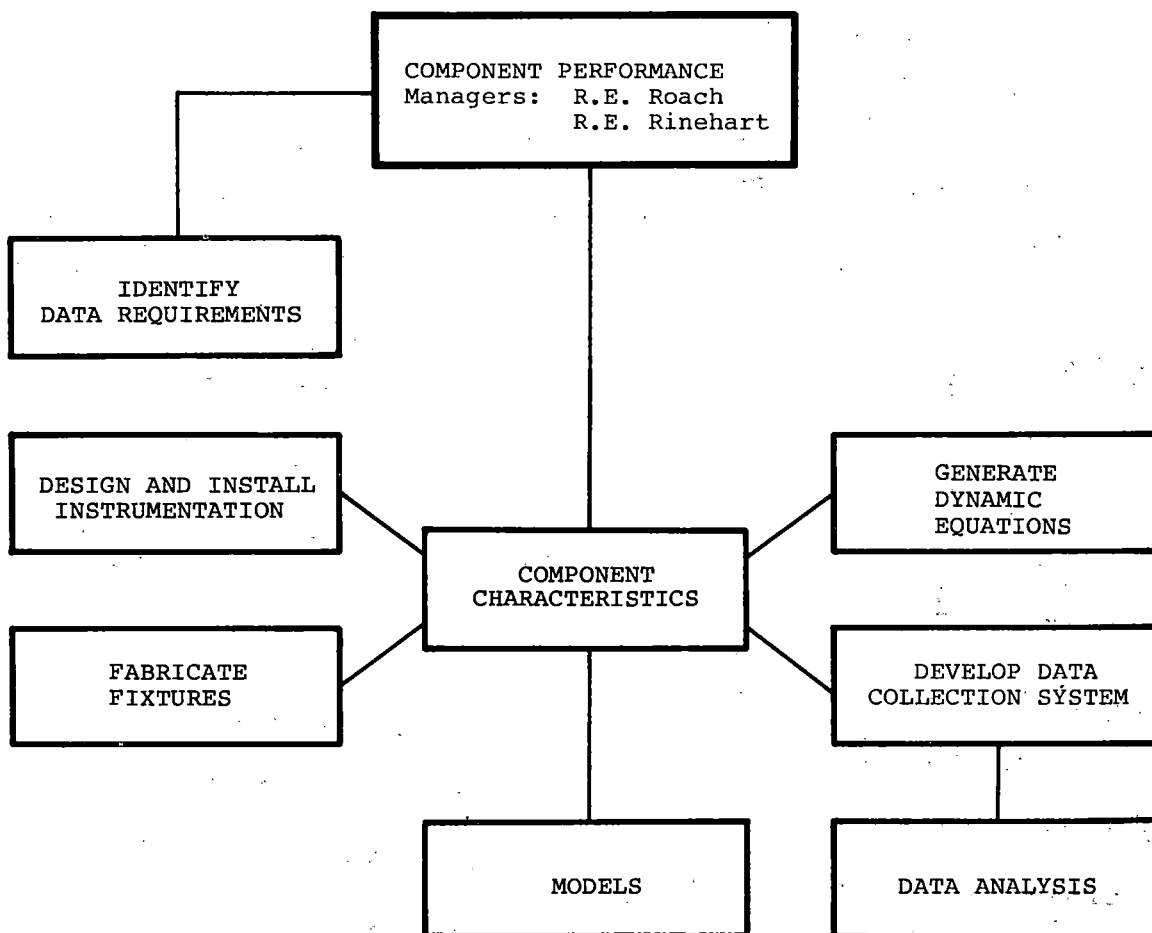 COMPONENT PERFORMANCE
Managers: R.E. Roach
R.E. Rinehart
IDENTIFY
DATA REQUIREMENTS
DESIGN AND INSTALL
INSTRUMENTATION
GENERATE
DYNAMIC
EQUATIONS
COMPONENT
CHARACTERISTICS
FABRICATE
FIXTURES
DEVELOP DATA
COLLECTION SYSTEM
MODELS
DATA ANALYSIS